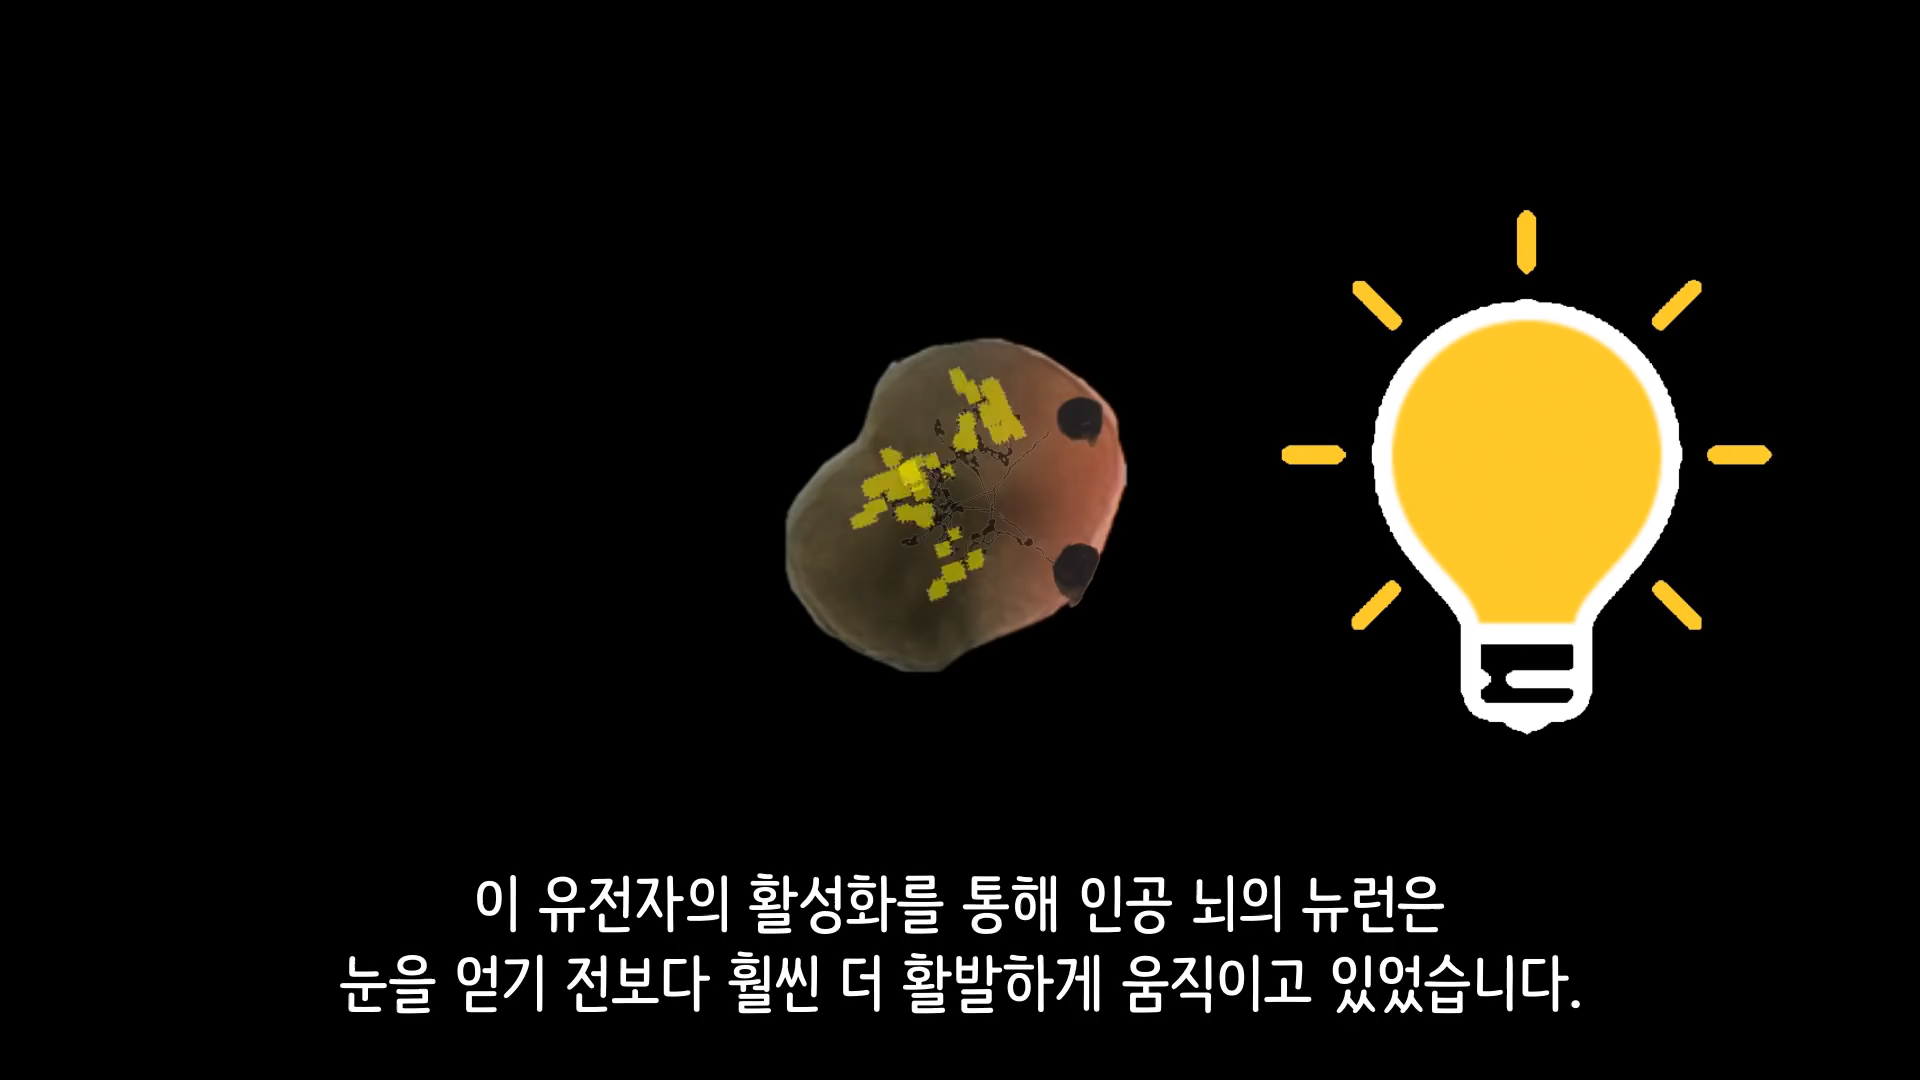 이 유전자의 활성화를 통해 인공 뇌의 뉴런은
눈을 얻기 전보다 훨씬 더 활발하게 움직이고 있었습니다.